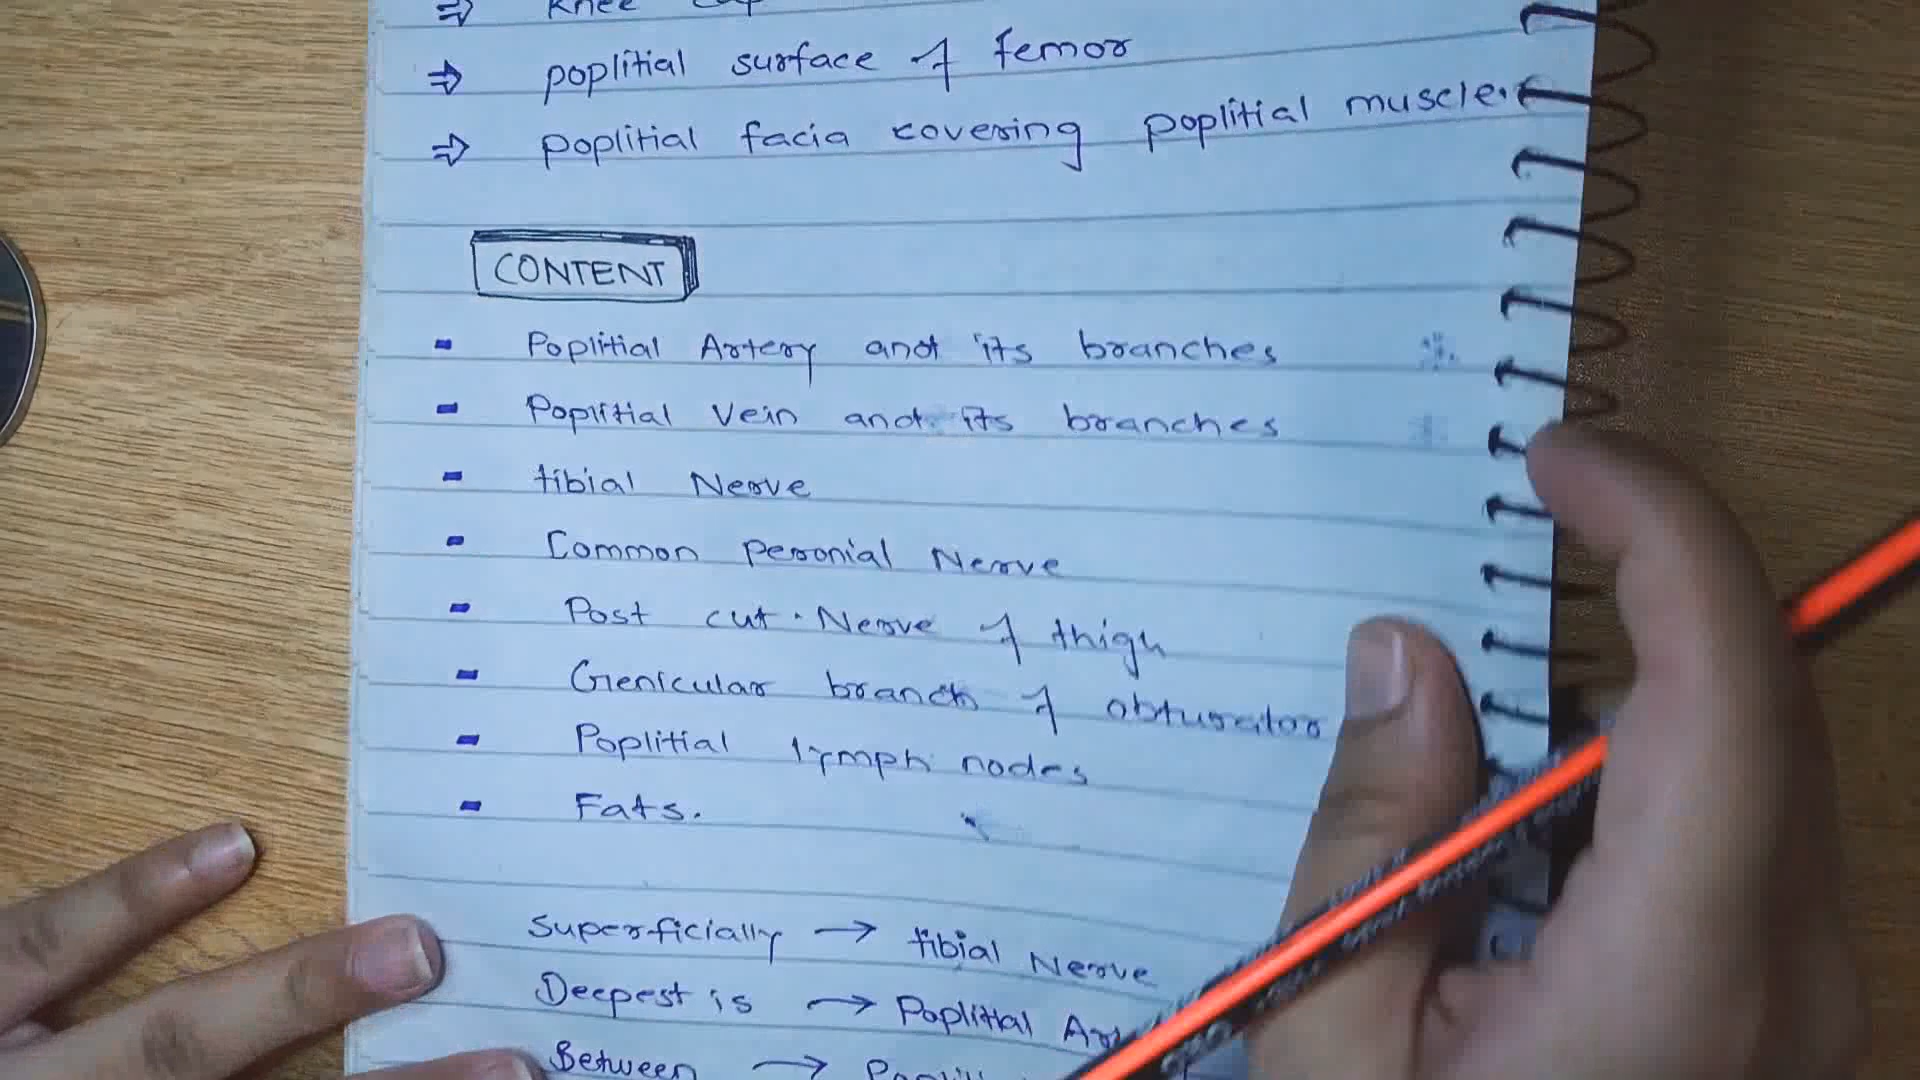 ⇒ Knee
⇒ poplitial surface of femor
⇒ poplitial facia covering poplitial muscle.
CONTENT
- Poplitial Artery and its branches
- Poplitial Vein and its branches
- tibial Nerve
- Common peronial Nerve
- Post cut. Nerve of thigh
- Genicular branch of obturator
- Poplitial lymph nodes
- Fats.
Superficially → tibial Nerve
Deepest is → Poplitial
Between →